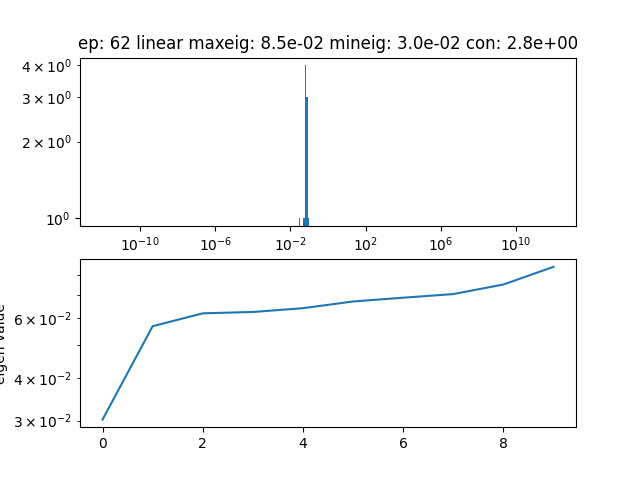 ep: 62 linear maxeig: 8.5e-02 mineig: 3.0e-02 con: 2.8e+00
4 × 10⁰
3 × 10⁰
2 × 10⁰
10⁰
10⁻¹⁰ 10⁻⁶ 10⁻² 10² 10⁶ 10¹⁰
eigen value
6 × 10⁻²
4 × 10⁻²
3 × 10⁻²
0 2 4 6 8